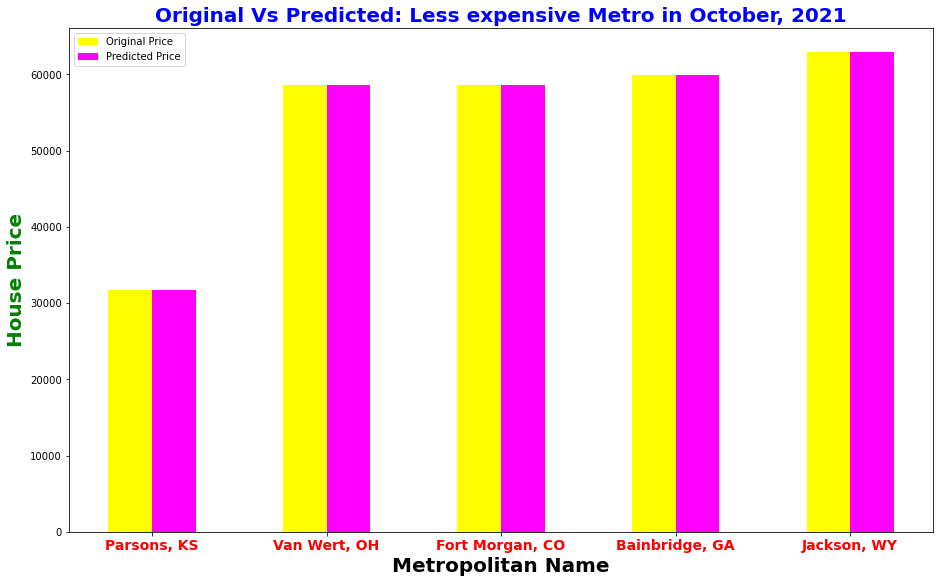 Original Vs Predicted: Less expensive Metro in October, 2021
Original Price
Predicted Price
House Price
60000
50000
40000
30000
20000
10000
0
Parsons, KS
Van Wert, OH
Fort Morgan, CO
Bainbridge, GA
Jackson, WY
Metropolitan Name